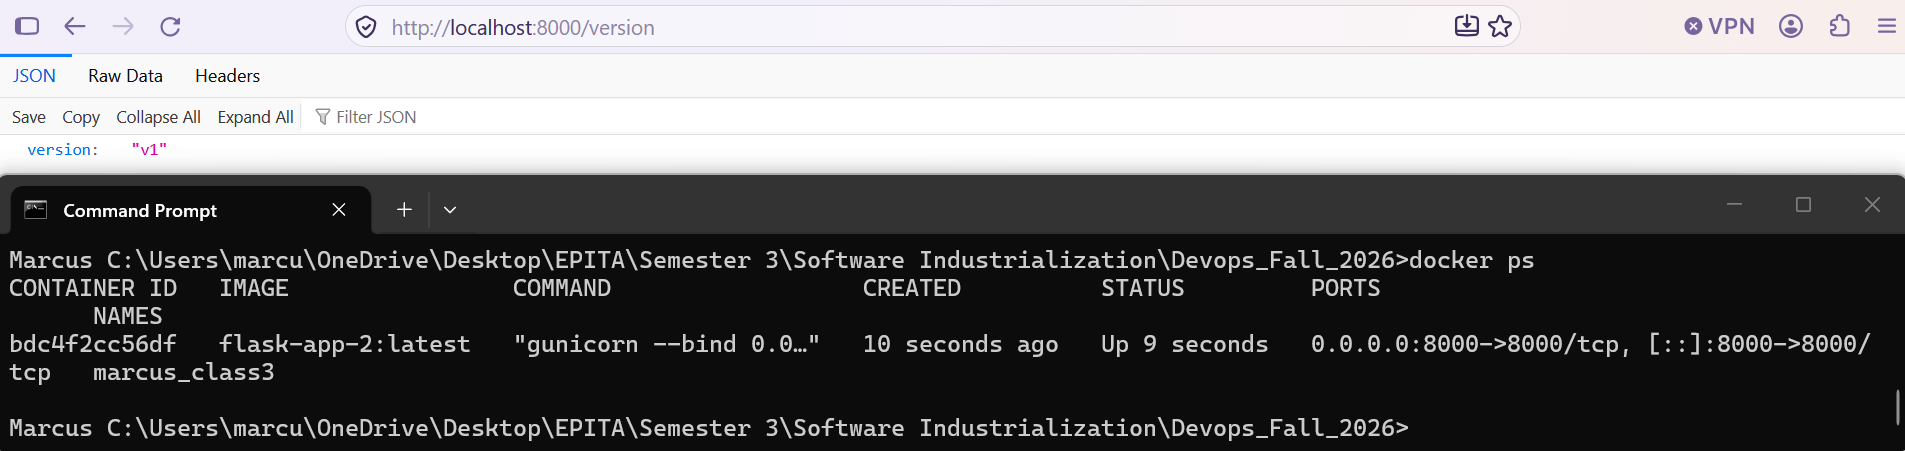 http://localhost:8000/version
VPN
JSON Raw Data Headers
Save Copy Collapse All Expand All Filter JSON
version: "v1"
Command Prompt
Marcus C:\Users\marcu\OneDrive\Desktop\EPITA\Semester 3\Software Industrialization\Devops_Fall_2026>docker ps
CONTAINER ID IMAGE COMMAND CREATED STATUS PORTS
NAMES
bdc4f2cc56df flask-app-2:latest "gunicorn --bind 0.0…" 10 seconds ago Up 9 seconds 0.0.0.0:8000->8000/tcp, [::]:8000->8000/
tcp marcus_class3
Marcus C:\Users\marcu\OneDrive\Desktop\EPITA\Semester 3\Software Industrialization\Devops_Fall_2026>